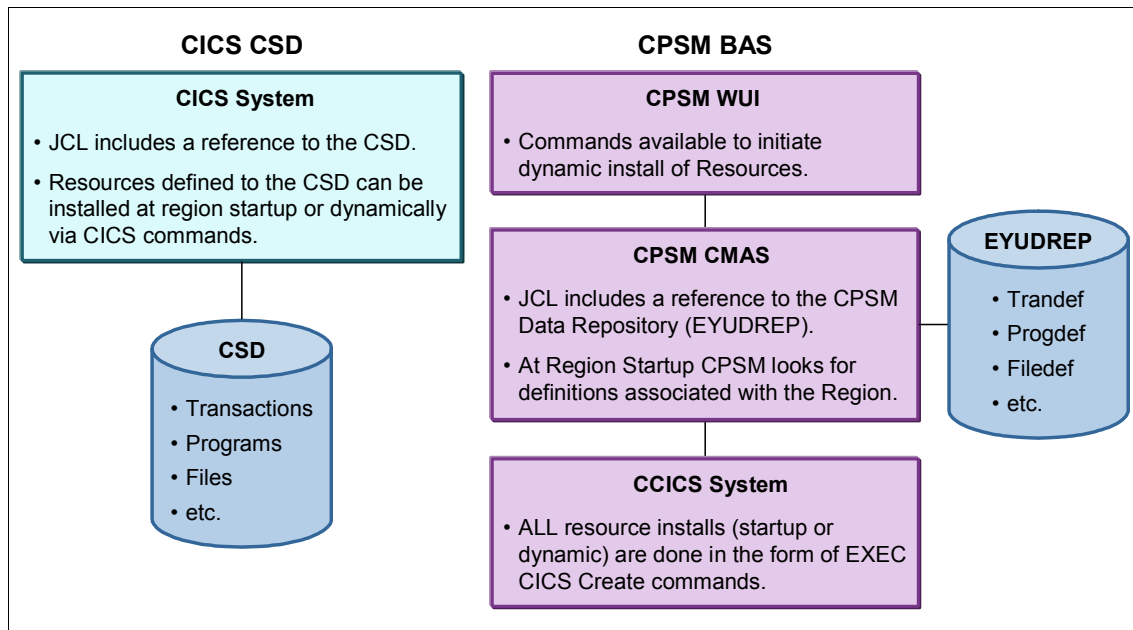 CICS CSD
CICS System
• JCL includes a reference to the CSD.
• Resources defined to the CSD can be
installed at region startup or dynamically
via CICS commands.
CSD
• Transactions
• Programs
• Files
• etc.
CPSM BAS
CPSM WUI
• Commands available to initiate
dynamic install of Resources.
CPSM CMAS
• JCL includes a reference to the CPSM
Data Repository (EYUDREP).
• At Region Startup CPSM looks for
definitions associated with the Region.
EYUDREP
• Trandef
• Progdef
• Filedef
• etc.
CCICS System
• ALL resource installs (startup or
dynamic) are done in the form of EXEC
CICS Create commands.